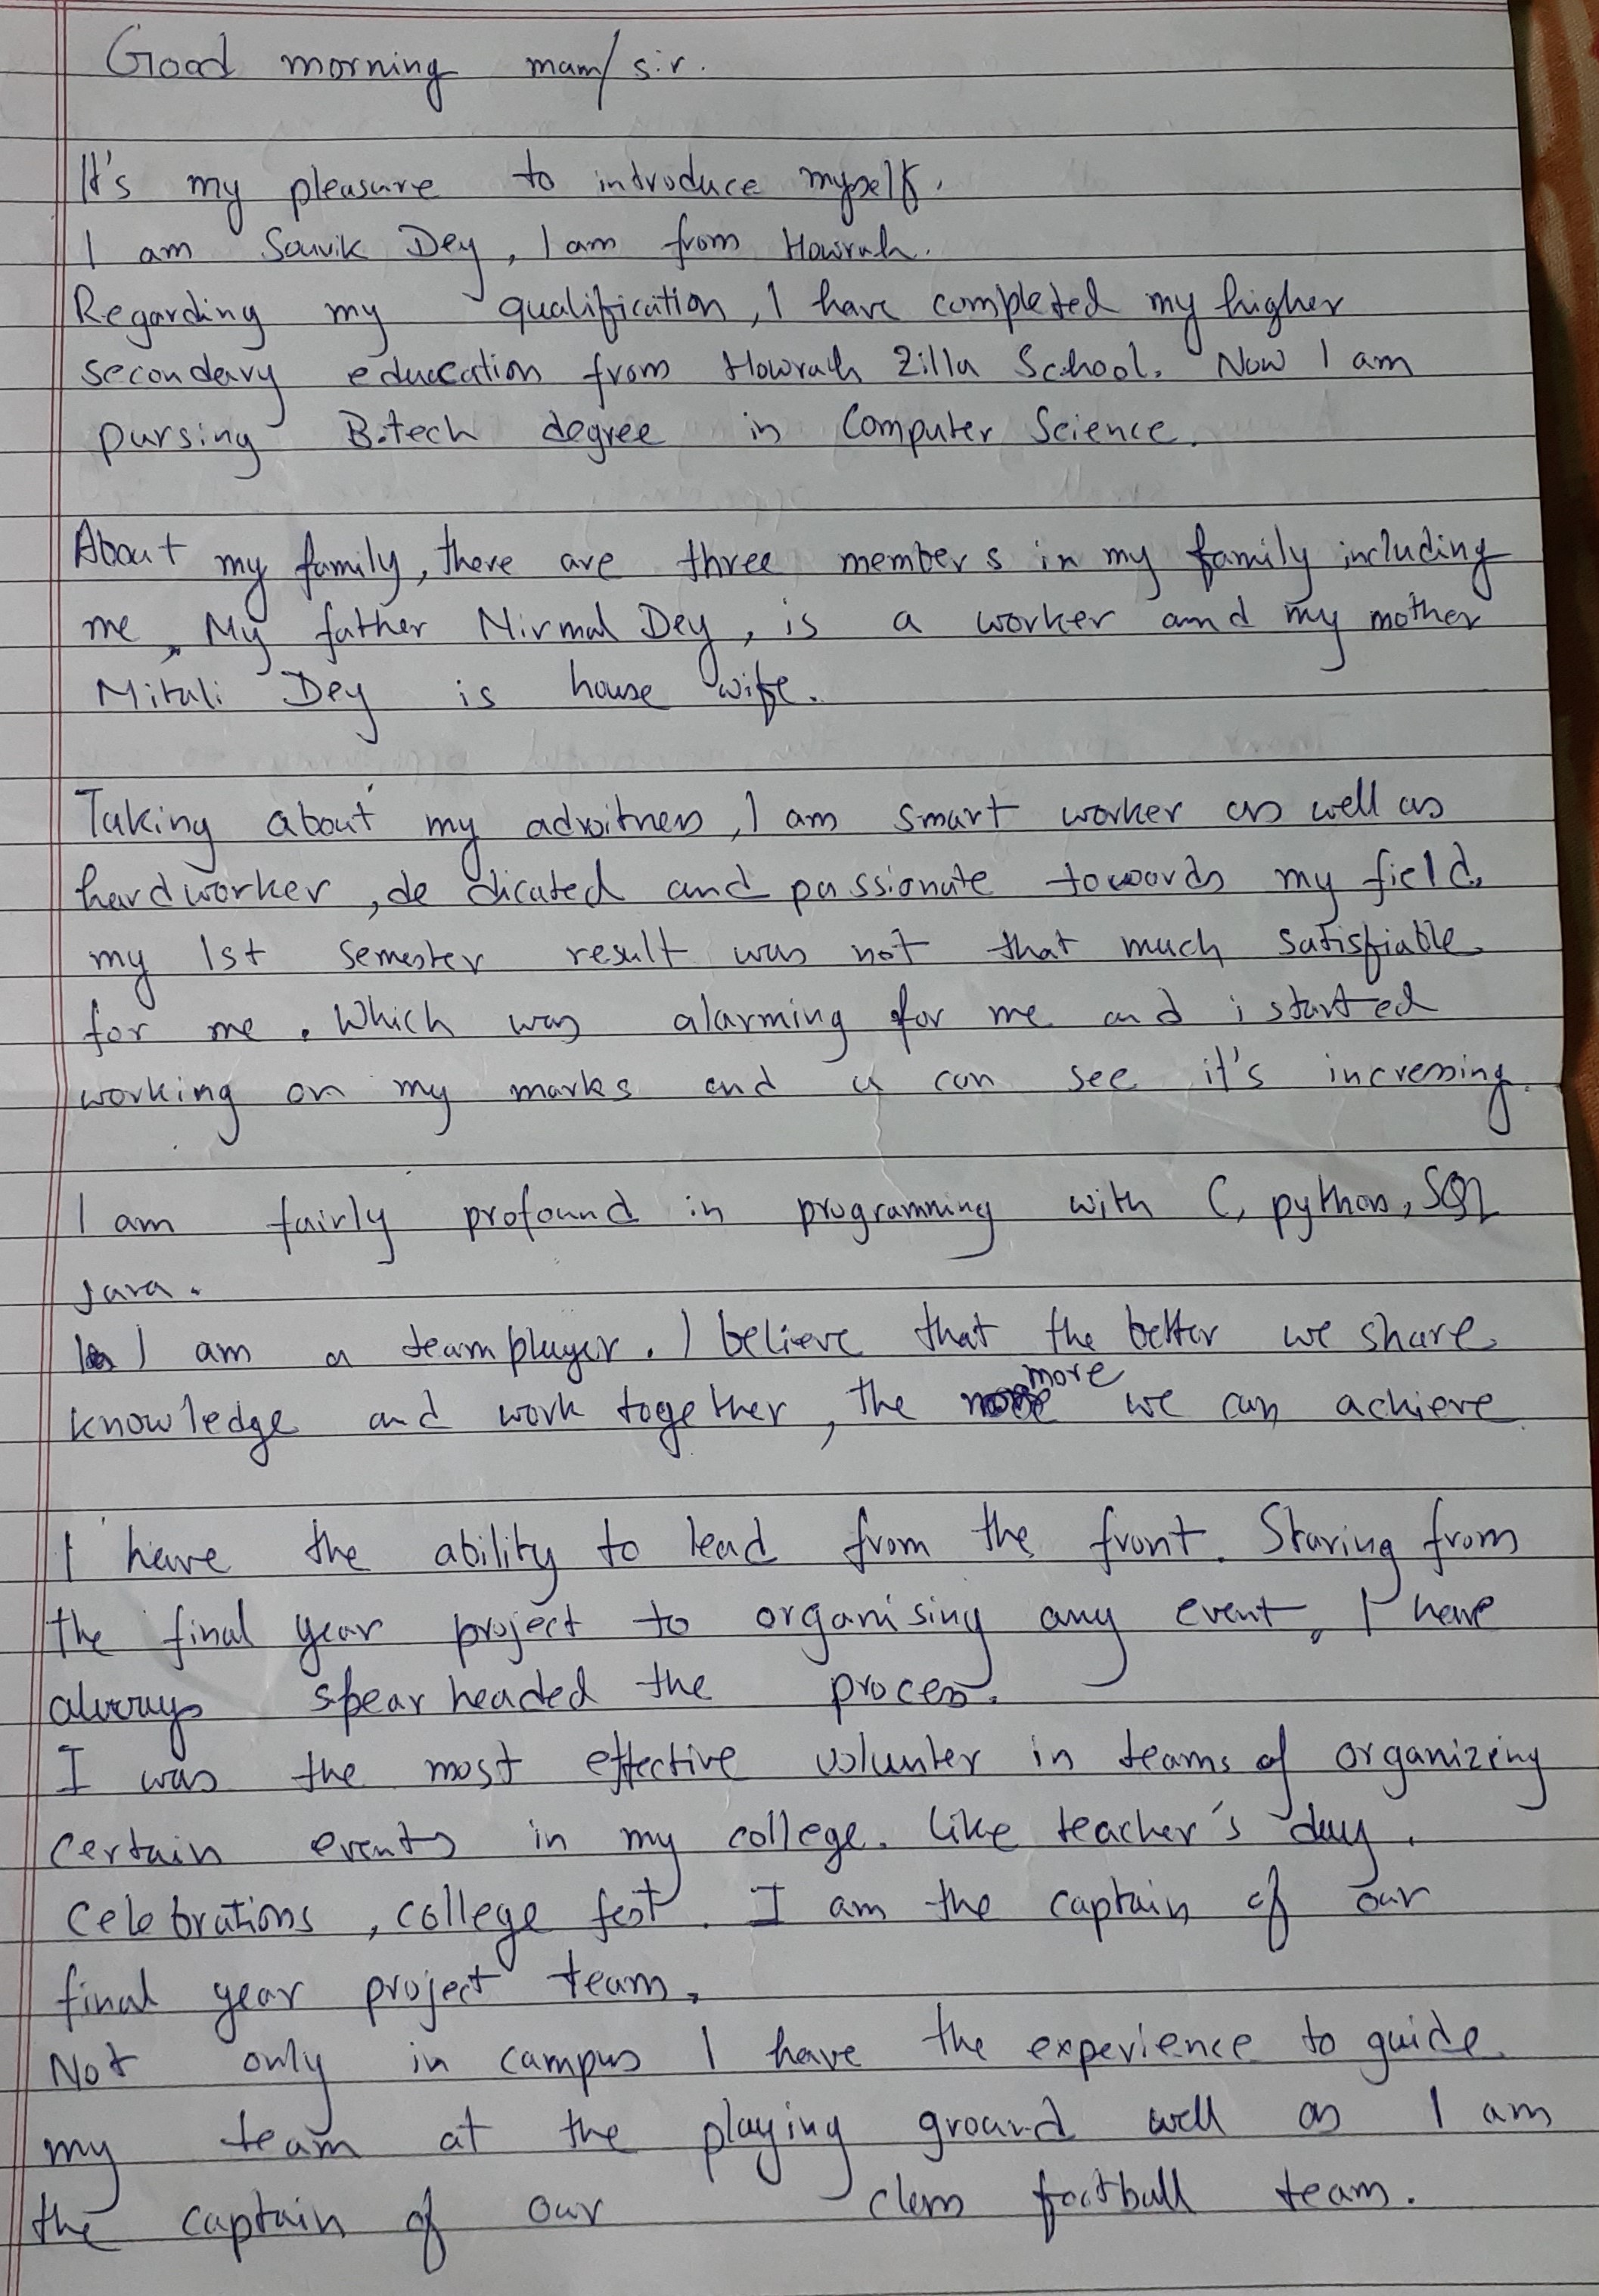 Good morning mam/sir.
It's my pleasure to introduce myself.
I am Souvik Dey, I am from Howrah.
Regarding my qualification, I have completed my higher
secondary education from Howrah Zilla School. Now I am
pursing B.tech degree in Computer Science.
About my family, there are three members in my family including
me. My father Nirmal Dey, is a worker and my mother
Mitali Dey is house wife.
Taking about my adroitness, I am smart worker as well as
hardworker, dedicated and passionate towards my field.
my 1st semester result was not that much satisfiable
for me. Which was alarming for me and i started
working on my marks and u can see it's incresing.
I am fairly profound in programming with C, python, SQL
Java.
I am a team player. I believe that the better we share
knowledge and work together, the more we can achieve
I have the ability to lead from the front. Staring from
the final year project to organising any event, I have
always spearheaded the process.
I was the most effective volunter in teams of organizing
certain events in my college. like teacher's day.
celebrations, college fest. I am the captain of our
final year project team.
Not only in campus I have the experience to guide
my team at the playing ground well as I am
the captain of our class football team.